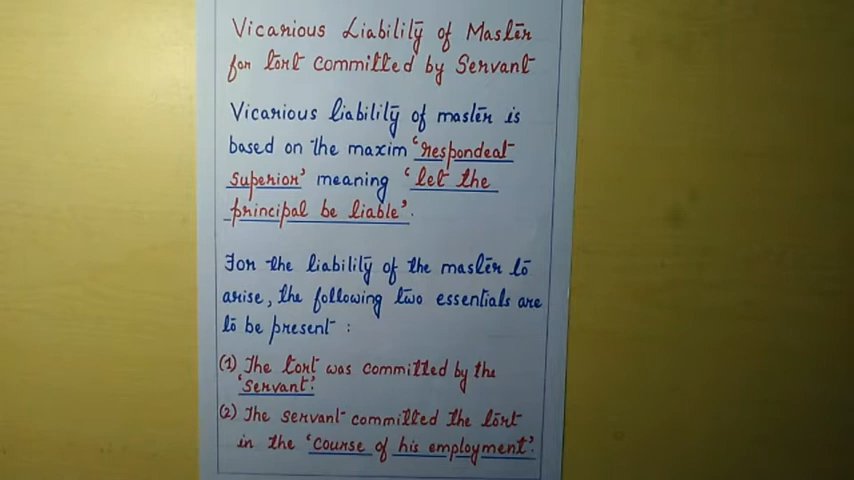 Vicarious Liability of Master
for tort committed by Servant
Vicarious liability of master is
based on the maxim 'respondeat
superior' meaning 'let the
principal be liable'.
For the liability of the master to
arise, the following two essentials are
to be present :
(1) The tort was committed by the
'servant'.
(2) The servant committed the tort
in the 'course of his employment'.